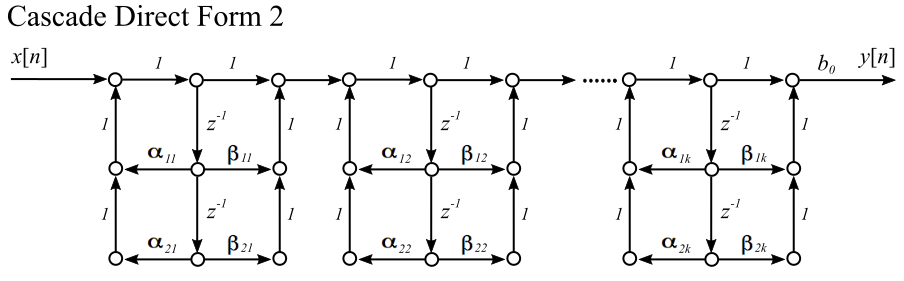 Cascade Direct Form 2
x[n] 1 1 1 1 1 1 b₀ y[n]
1 z⁻¹ 1 1 z⁻¹ 1 ...... 1 z⁻¹ 1
α₁₁ β₁₁ α₁₂ β₁₂ α₁ₖ β₁ₖ
1 z⁻¹ 1 1 z⁻¹ 1 1 z⁻¹ 1
α₂₁ β₂₁ α₂₂ β₂₂ α₂ₖ β₂ₖ